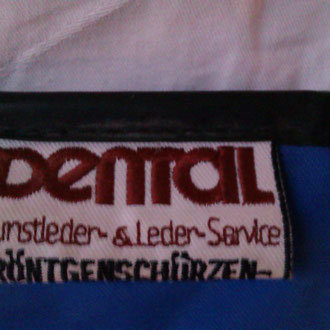 DENTAL
unstleder- & Leder-Service
RÖNTGENSCHÜRZEN-